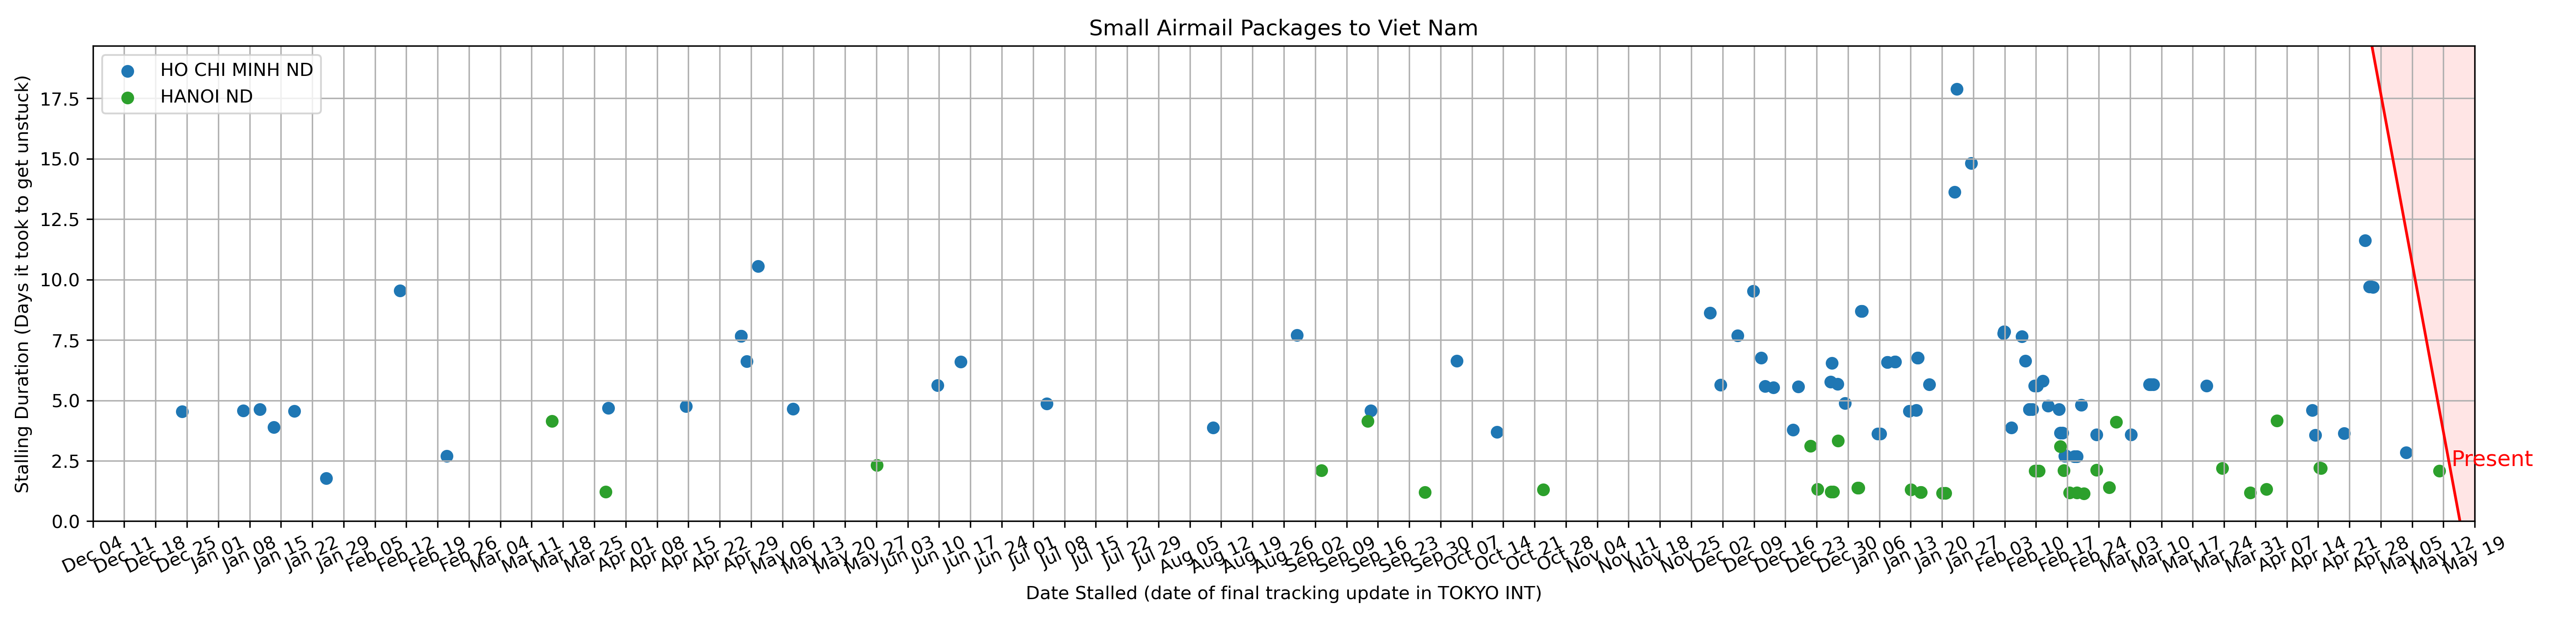 Small Airmail Packages to Viet Nam
HO CHI MINH ND
HANOI ND
Stalling Duration (Days it took to get unstuck)
17.5
15.0
12.5
10.0
7.5
5.0
2.5
0.0
Present
Dec 04
Dec 11
Dec 18
Dec 25
Jan 01
Jan 08
Jan 15
Jan 22
Jan 29
Feb 05
Feb 12
Feb 19
Feb 26
Mar 04
Mar 11
Mar 18
Mar 25
Apr 01
Apr 08
Apr 15
Apr 22
Apr 29
May 06
May 13
May 20
May 27
Jun 03
Jun 10
Jun 17
Jun 24
Jul 01
Jul 08
Jul 15
Jul 22
Jul 29
Aug 05
Aug 12
Aug 19
Aug 26
Sep 02
Sep 09
Sep 16
Sep 23
Sep 30
Oct 07
Oct 14
Oct 21
Oct 28
Nov 04
Nov 11
Nov 18
Nov 25
Dec 02
Dec 09
Dec 16
Dec 23
Dec 30
Jan 06
Jan 13
Jan 20
Jan 27
Feb 03
Feb 10
Feb 17
Feb 24
Mar 03
Mar 10
Mar 17
Mar 24
Mar 31
Apr 07
Apr 14
Apr 21
Apr 28
May 05
May 12
May 19
Date Stalled (date of final tracking update in TOKYO INT)